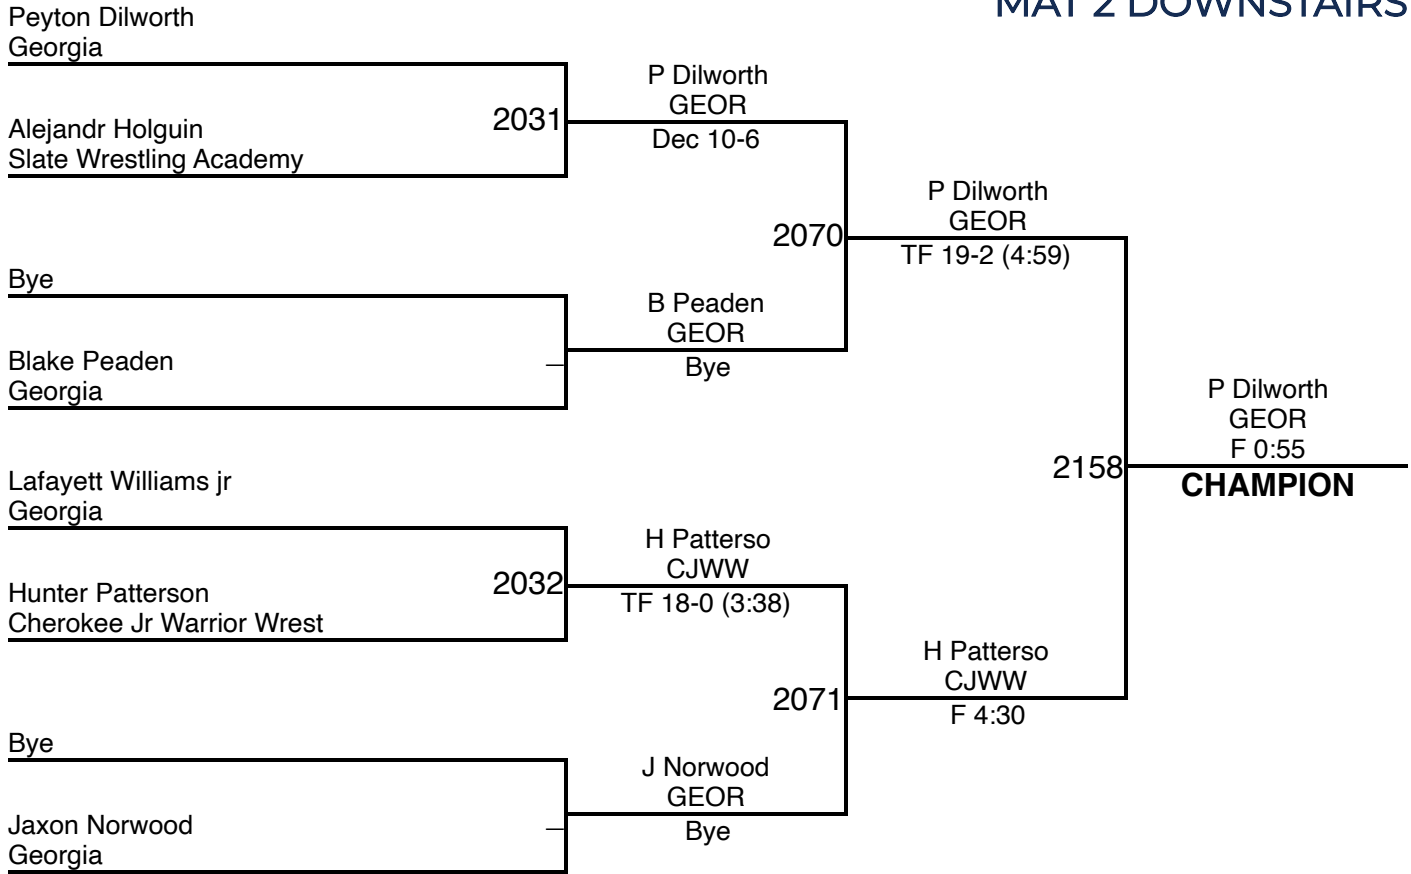 MAT 2 DOWNSTAIRS
Peyton Dilworth
Georgia
2031
Alejandr Holguin
Slate Wrestling Academy
P Dilworth
GEOR
Dec 10-6
Bye
Blake Peaden
Georgia
B Peaden
GEOR
Bye
2070
P Dilworth
GEOR
TF 19-2 (4:59)
Lafayett Williams jr
Georgia
2032
Hunter Patterson
Cherokee Jr Warrior Wrest
H Patterso
CJWW
TF 18-0 (3:38)
Bye
Jaxon Norwood
Georgia
J Norwood
GEOR
Bye
2071
H Patterso
CJWW
F 4:30
2158
P Dilworth
GEOR
F 0:55
CHAMPION